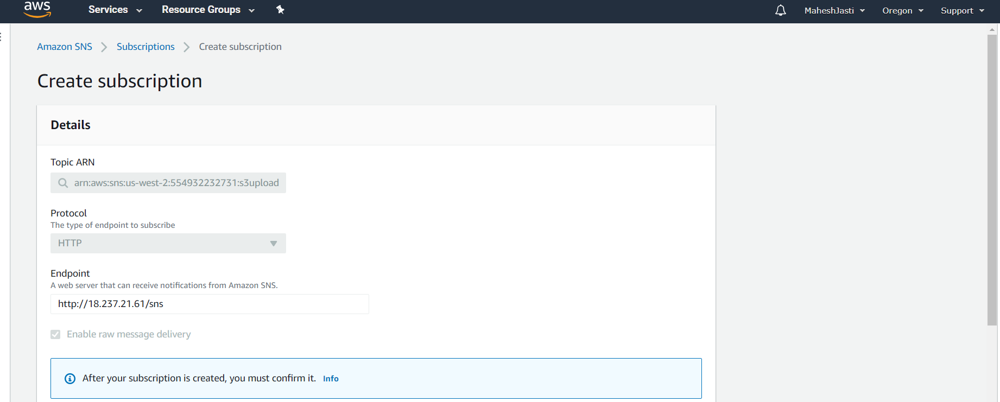 aws Services Resource Groups MaheshJasti Oregon Support
Amazon SNS Subscriptions Create subscription
Create subscription
Details
Topic ARN
arn:aws:sns:us-west-2:554932232731:s3upload
Protocol
The type of endpoint to subscribe
HTTP
Endpoint
A web server that can receive notifications from Amazon SNS.
http://18.237.21.61/sns
Enable raw message delivery
After your subscription is created, you must confirm it. Info